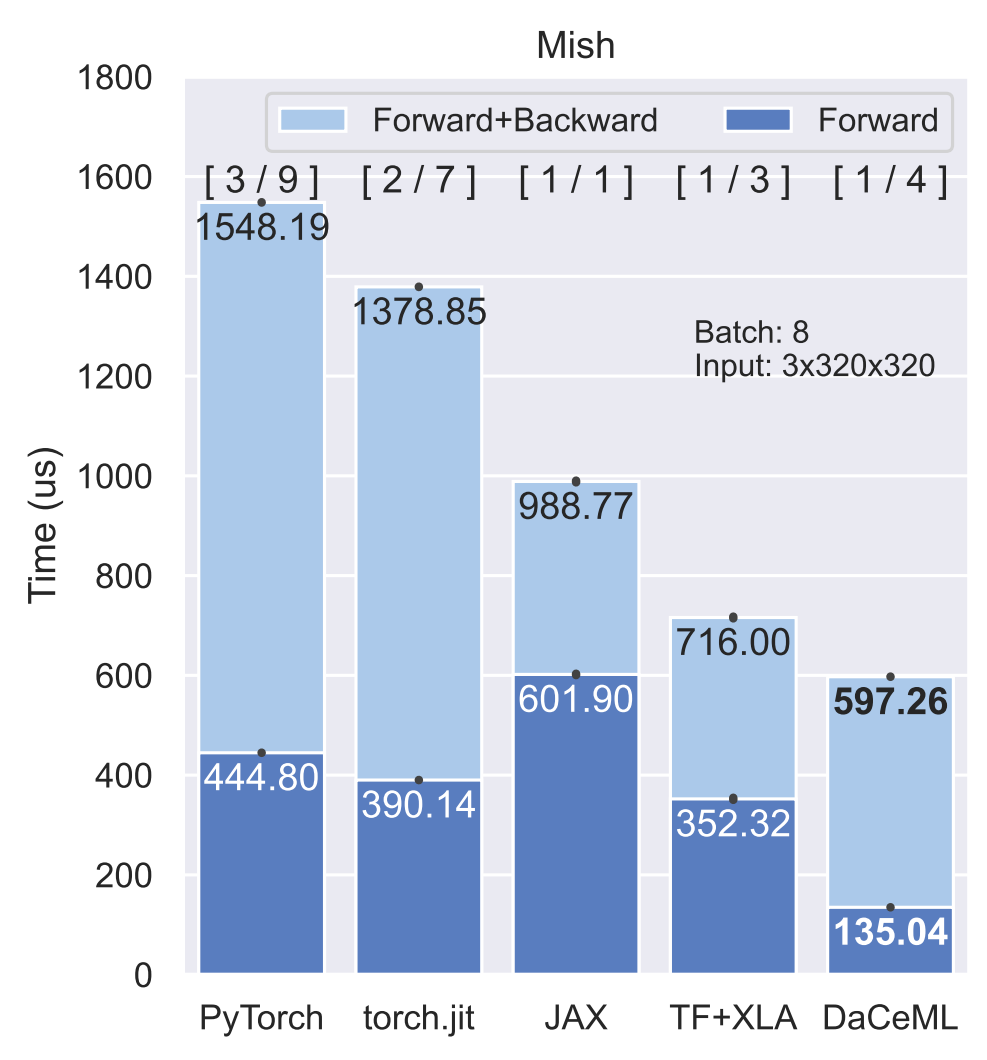 Mish
1800
Forward+Backward
Forward
1600
[ 3 / 9 ]
[ 2 / 7 ]
[ 1 / 1 ]
[ 1 / 3 ]
[ 1 / 4 ]
1548.19
1400
1378.85
Batch: 8
Input: 3x320x320
1200
1000
988.77
Time (us)
800
716.00
600
601.90
597.26
400
444.80
390.14
352.32
200
135.04
0
PyTorch
torch.jit
JAX
TF+XLA
DaCeML